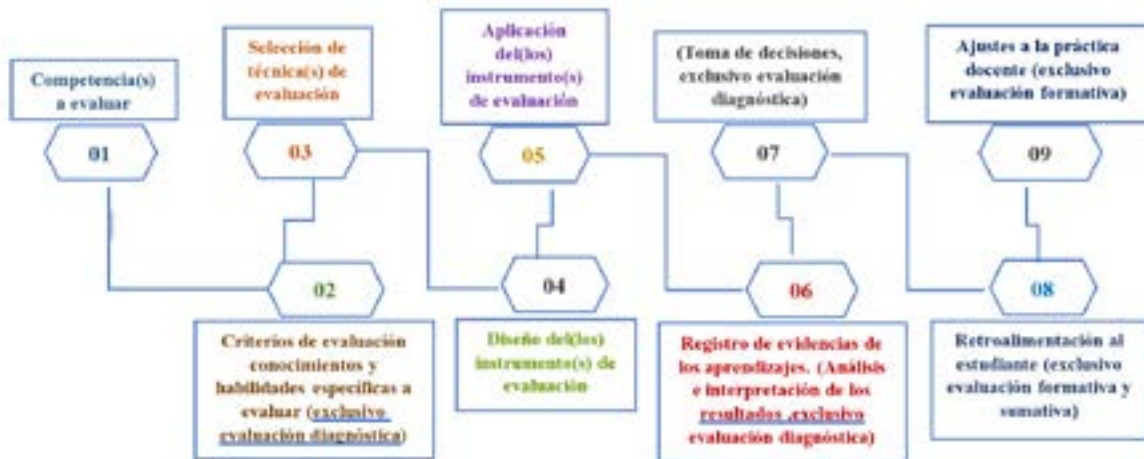 Competencia(s)
a evaluar
01
Criterios de evaluación
conocimientos y
habilidades específicas a
evaluar (exclusivo
evaluación diagnóstica)
02
Selección de
técnica(s) de
evaluación
03
Diseño del(los)
instrumento(s) de
evaluación
04
Aplicación
del(los)
instrumento(s)
de evaluación
05
Registro de evidencias de
los aprendizajes. (Análisis
e interpretación de los
resultados ,exclusivo
evaluación diagnóstica)
06
(Toma de decisiones,
exclusivo evaluación
diagnóstica)
07
Retroalimentación al
estudiante (exclusivo
evaluación formativa y
sumativa)
08
Ajustes a la práctica
docente (exclusivo
evaluación formativa)
09